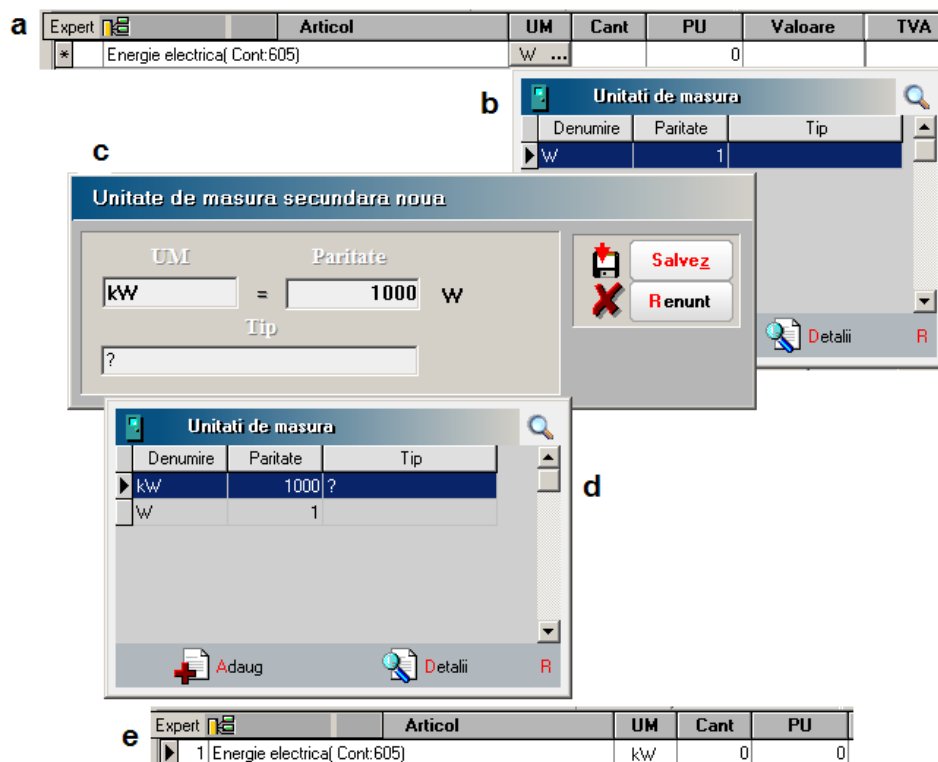 a Expert Articol UM Cant PU Valoare TVA
* Energie electrica( Cont:605) W ... 0
b Unitati de masura
Denumire Paritate Tip
W 1
Detalii R
c
Unitate de masura secundara noua
UM Paritate
kW = 1000 W
Tip
?
Salvez
Renunt
Unitati de masura
Denumire Paritate Tip
kW 1000 ?
W 1
d
Adaug Detalii R
e Expert Articol UM Cant PU
1 Energie electrica( Cont:605) kW 0 0